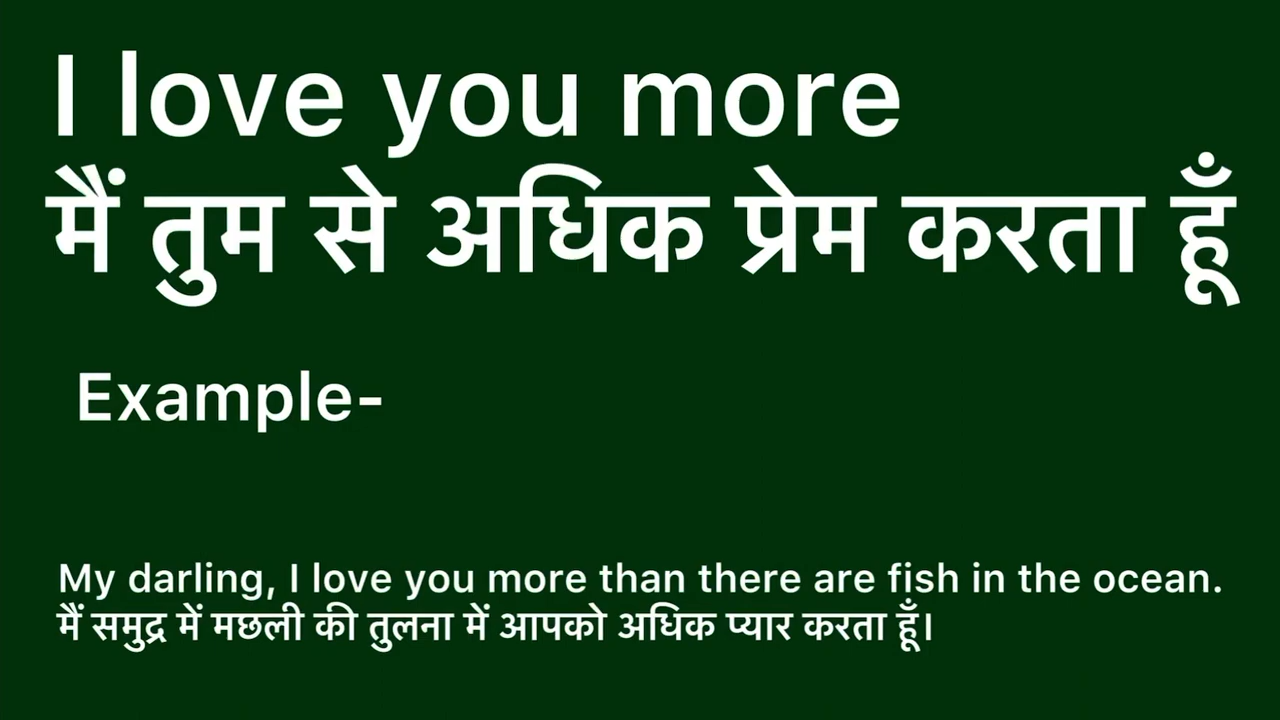 I love you more
मैं तुम से अधिक प्रेम करता हूँ
Example-
My darling, I love you more than there are fish in the ocean.
मैं समुद्र में मछली की तुलना में आपको अधिक प्यार करता हूँ।